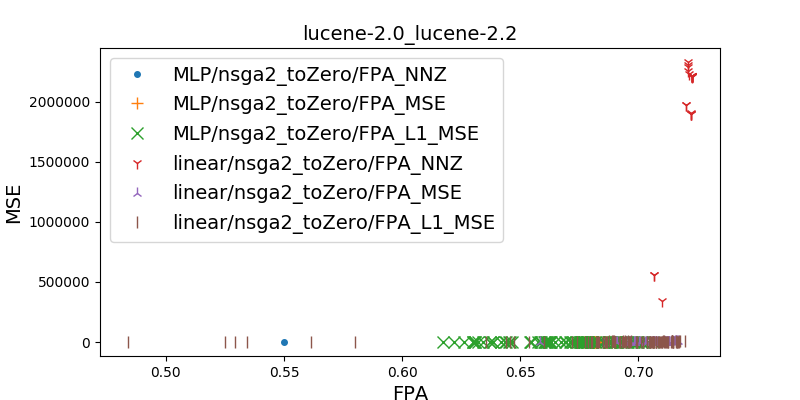 lucene-2.0_lucene-2.2
MLP/nsga2_toZero/FPA_NNZ
MLP/nsga2_toZero/FPA_MSE
MLP/nsga2_toZero/FPA_L1_MSE
linear/nsga2_toZero/FPA_NNZ
linear/nsga2_toZero/FPA_MSE
linear/nsga2_toZero/FPA_L1_MSE
MSE
2000000
1500000
1000000
500000
0
0.50 0.55 0.60 0.65 0.70
FPA